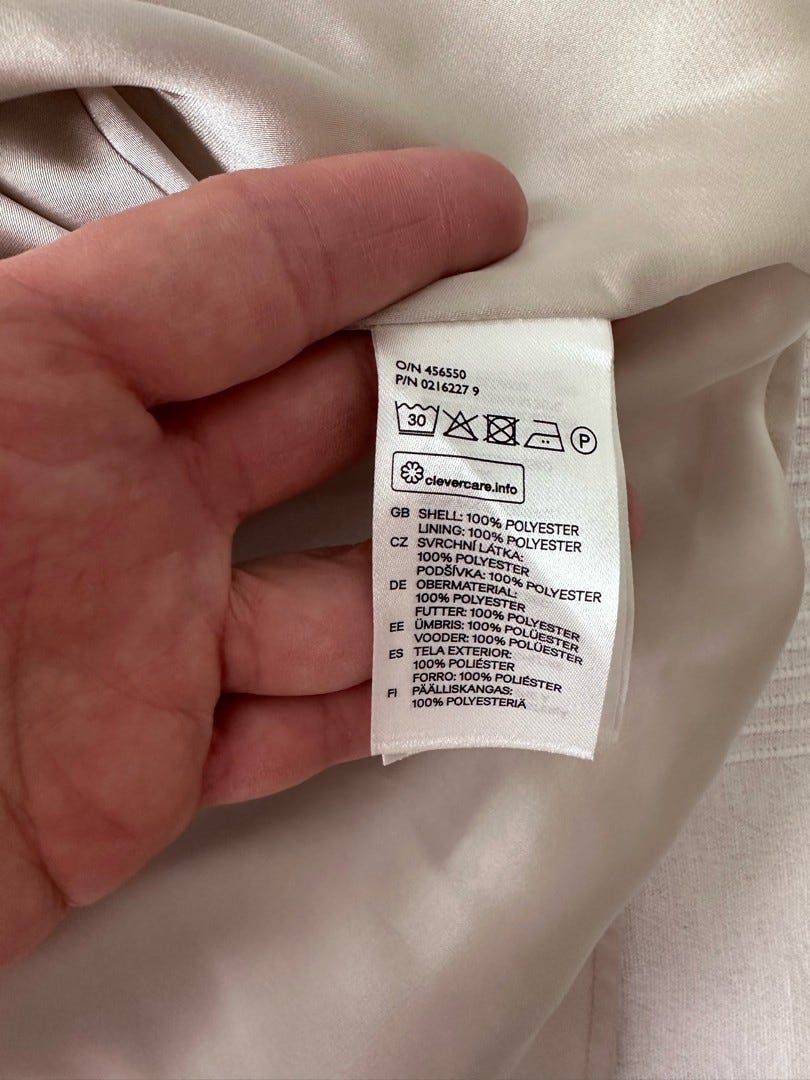 O/N 456550
P/N 0216227 9
30 P
clevercare.info
GB SHELL: 100% POLYESTER
LINING: 100% POLYESTER
CZ SVRCHNÍ LÁTKA:
100% POLYESTER
PODŠÍVKA: 100% POLYESTER
DE OBERMATERIAL:
100% POLYESTER
FUTTER: 100% POLYESTER
EE ÜMBRIS: 100% POLÜESTER
VOODER: 100% POLÜESTER
ES TELA EXTERIOR:
100% POLIÉSTER
FORRO: 100% POLIÉSTER
FI PÄÄLLISKANGAS:
100% POLYESTERIÄ